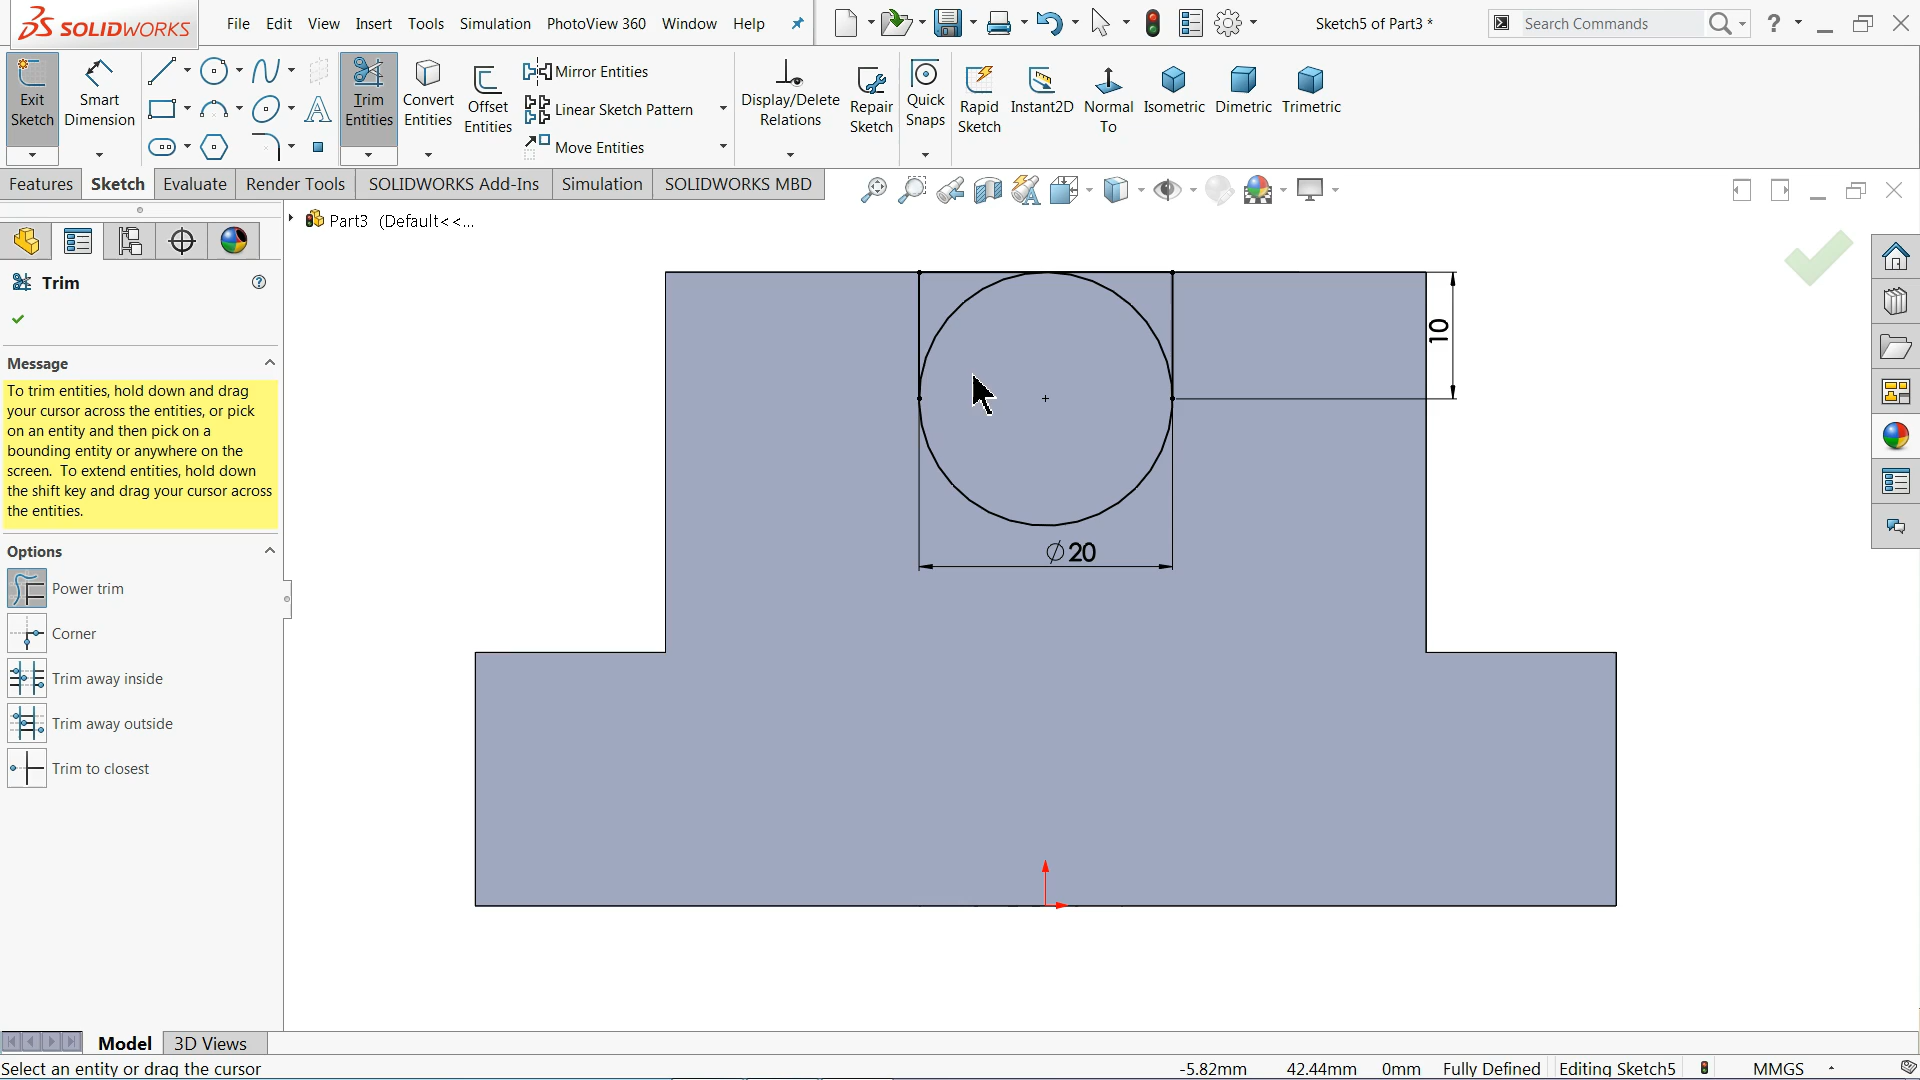 SOLIDWORKS File Edit View Insert Tools Simulation PhotoView 360 Window Help Sketch5 of Part3 * Search Commands ?
Exit Sketch
Smart Dimension
Trim Entities
Convert Entities
Offset Entities
Mirror Entities
Linear Sketch Pattern
Move Entities
Display/Delete Relations
Repair Sketch
Quick Snaps
Rapid Sketch
Instant2D
Normal To
Isometric
Dimetric
Trimetric
Features Sketch Evaluate Render Tools SOLIDWORKS Add-Ins Simulation SOLIDWORKS MBD
Part3 (Default<<...
Trim
Message
To trim entities, hold down and drag
your cursor across the entities, or pick
on an entity and then pick on a
bounding entity or anywhere on the
screen. To extend entities, hold down
the shift key and drag your cursor across
the entities.
Options
Power trim
Corner
Trim away inside
Trim away outside
Trim to closest
10
∅20
Model 3D Views
Select an entity or drag the cursor -5.82mm 42.44mm 0mm Fully Defined Editing Sketch5 MMGS